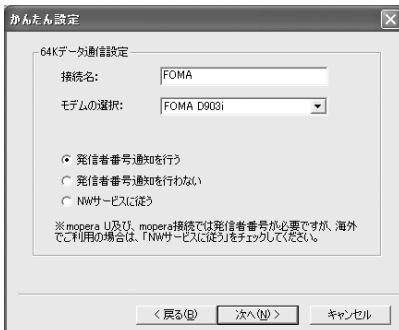 かんたん設定
64Kデータ通信設定
接続名:
FOMA
モデムの選択:
FOMA D903i
発信者番号通知を行う
発信者番号通知を行わない
NWサービスに従う
※mopera U及び、mopera接続では発信者番号が必要ですが、海外
でご利用の場合は、「NWサービスに従う」をチェックしてください。
< 戻る(B)
次へ(N) >
キャンセル